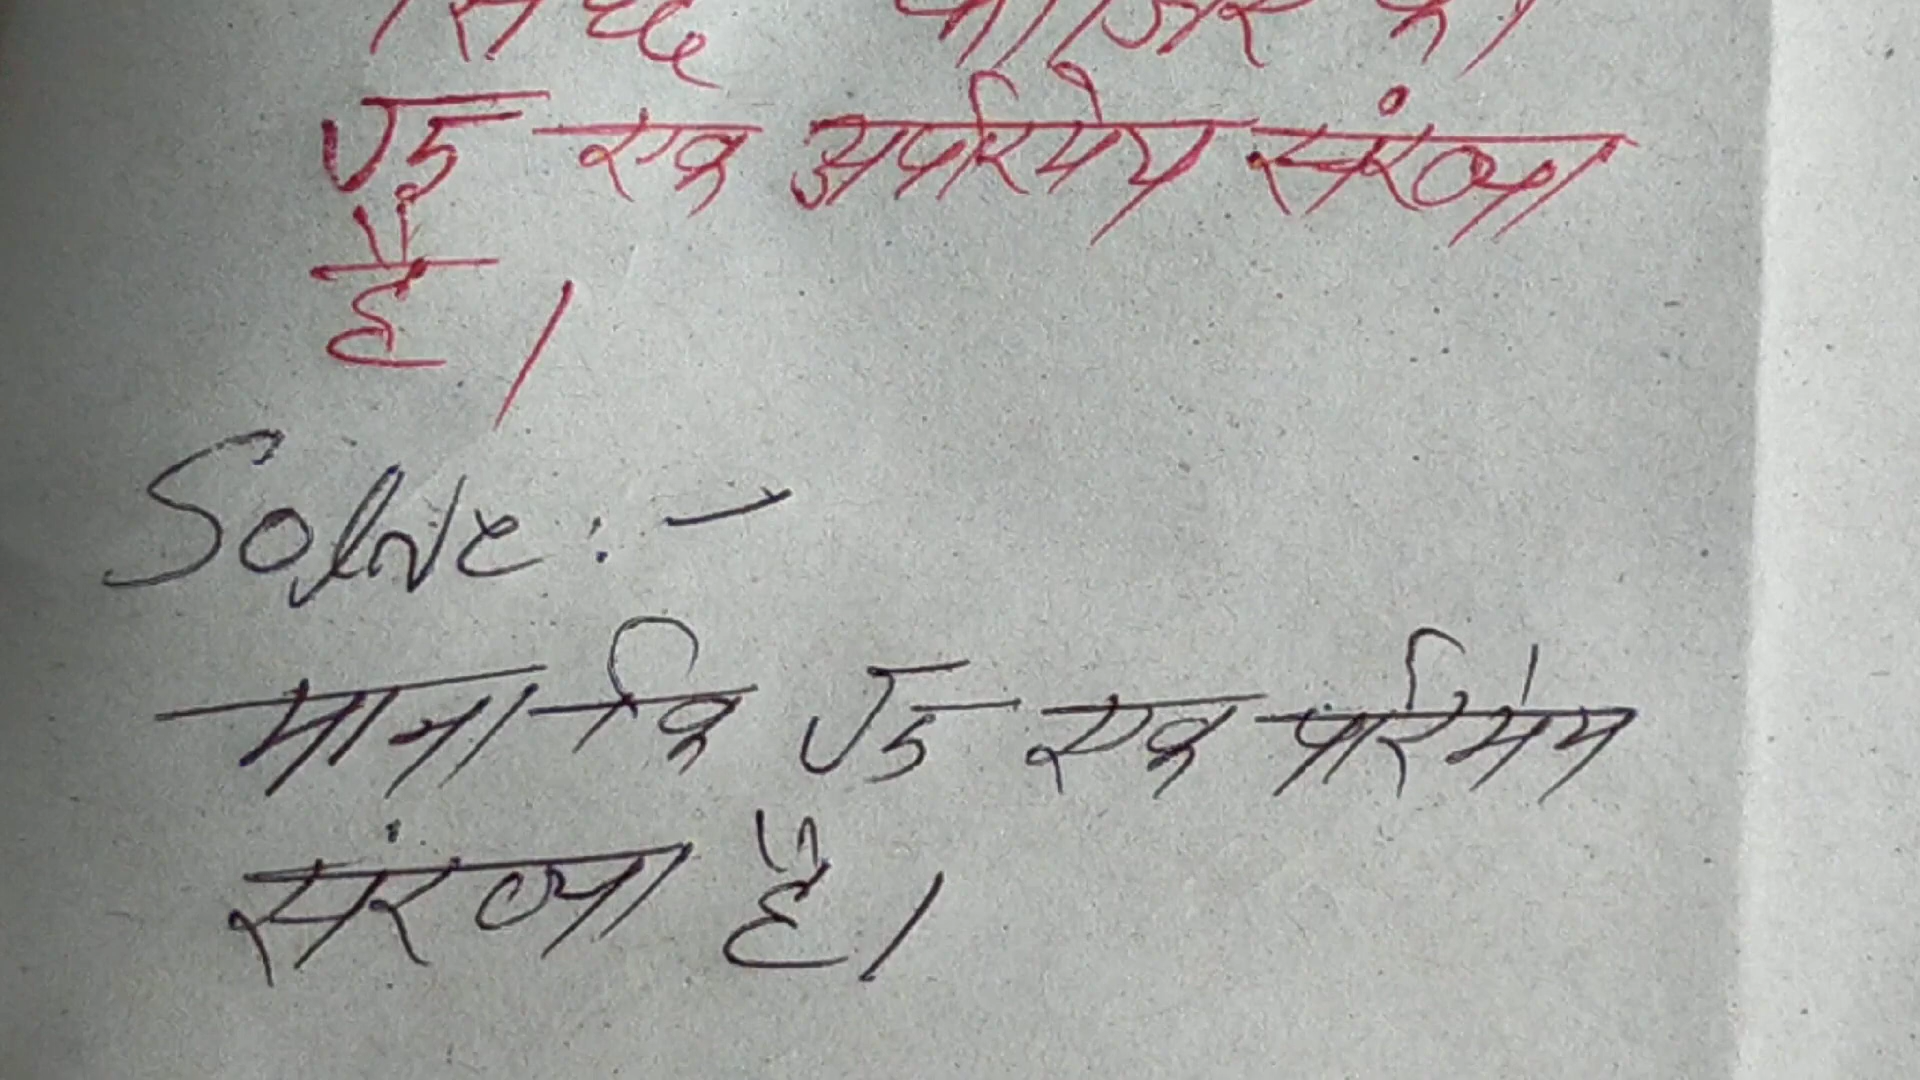 सिद्ध कीजिए कि
√5 एक अपरिमेय संख्या
है।
Solve:-
माना कि √5 एक परिमेय
संख्या है।